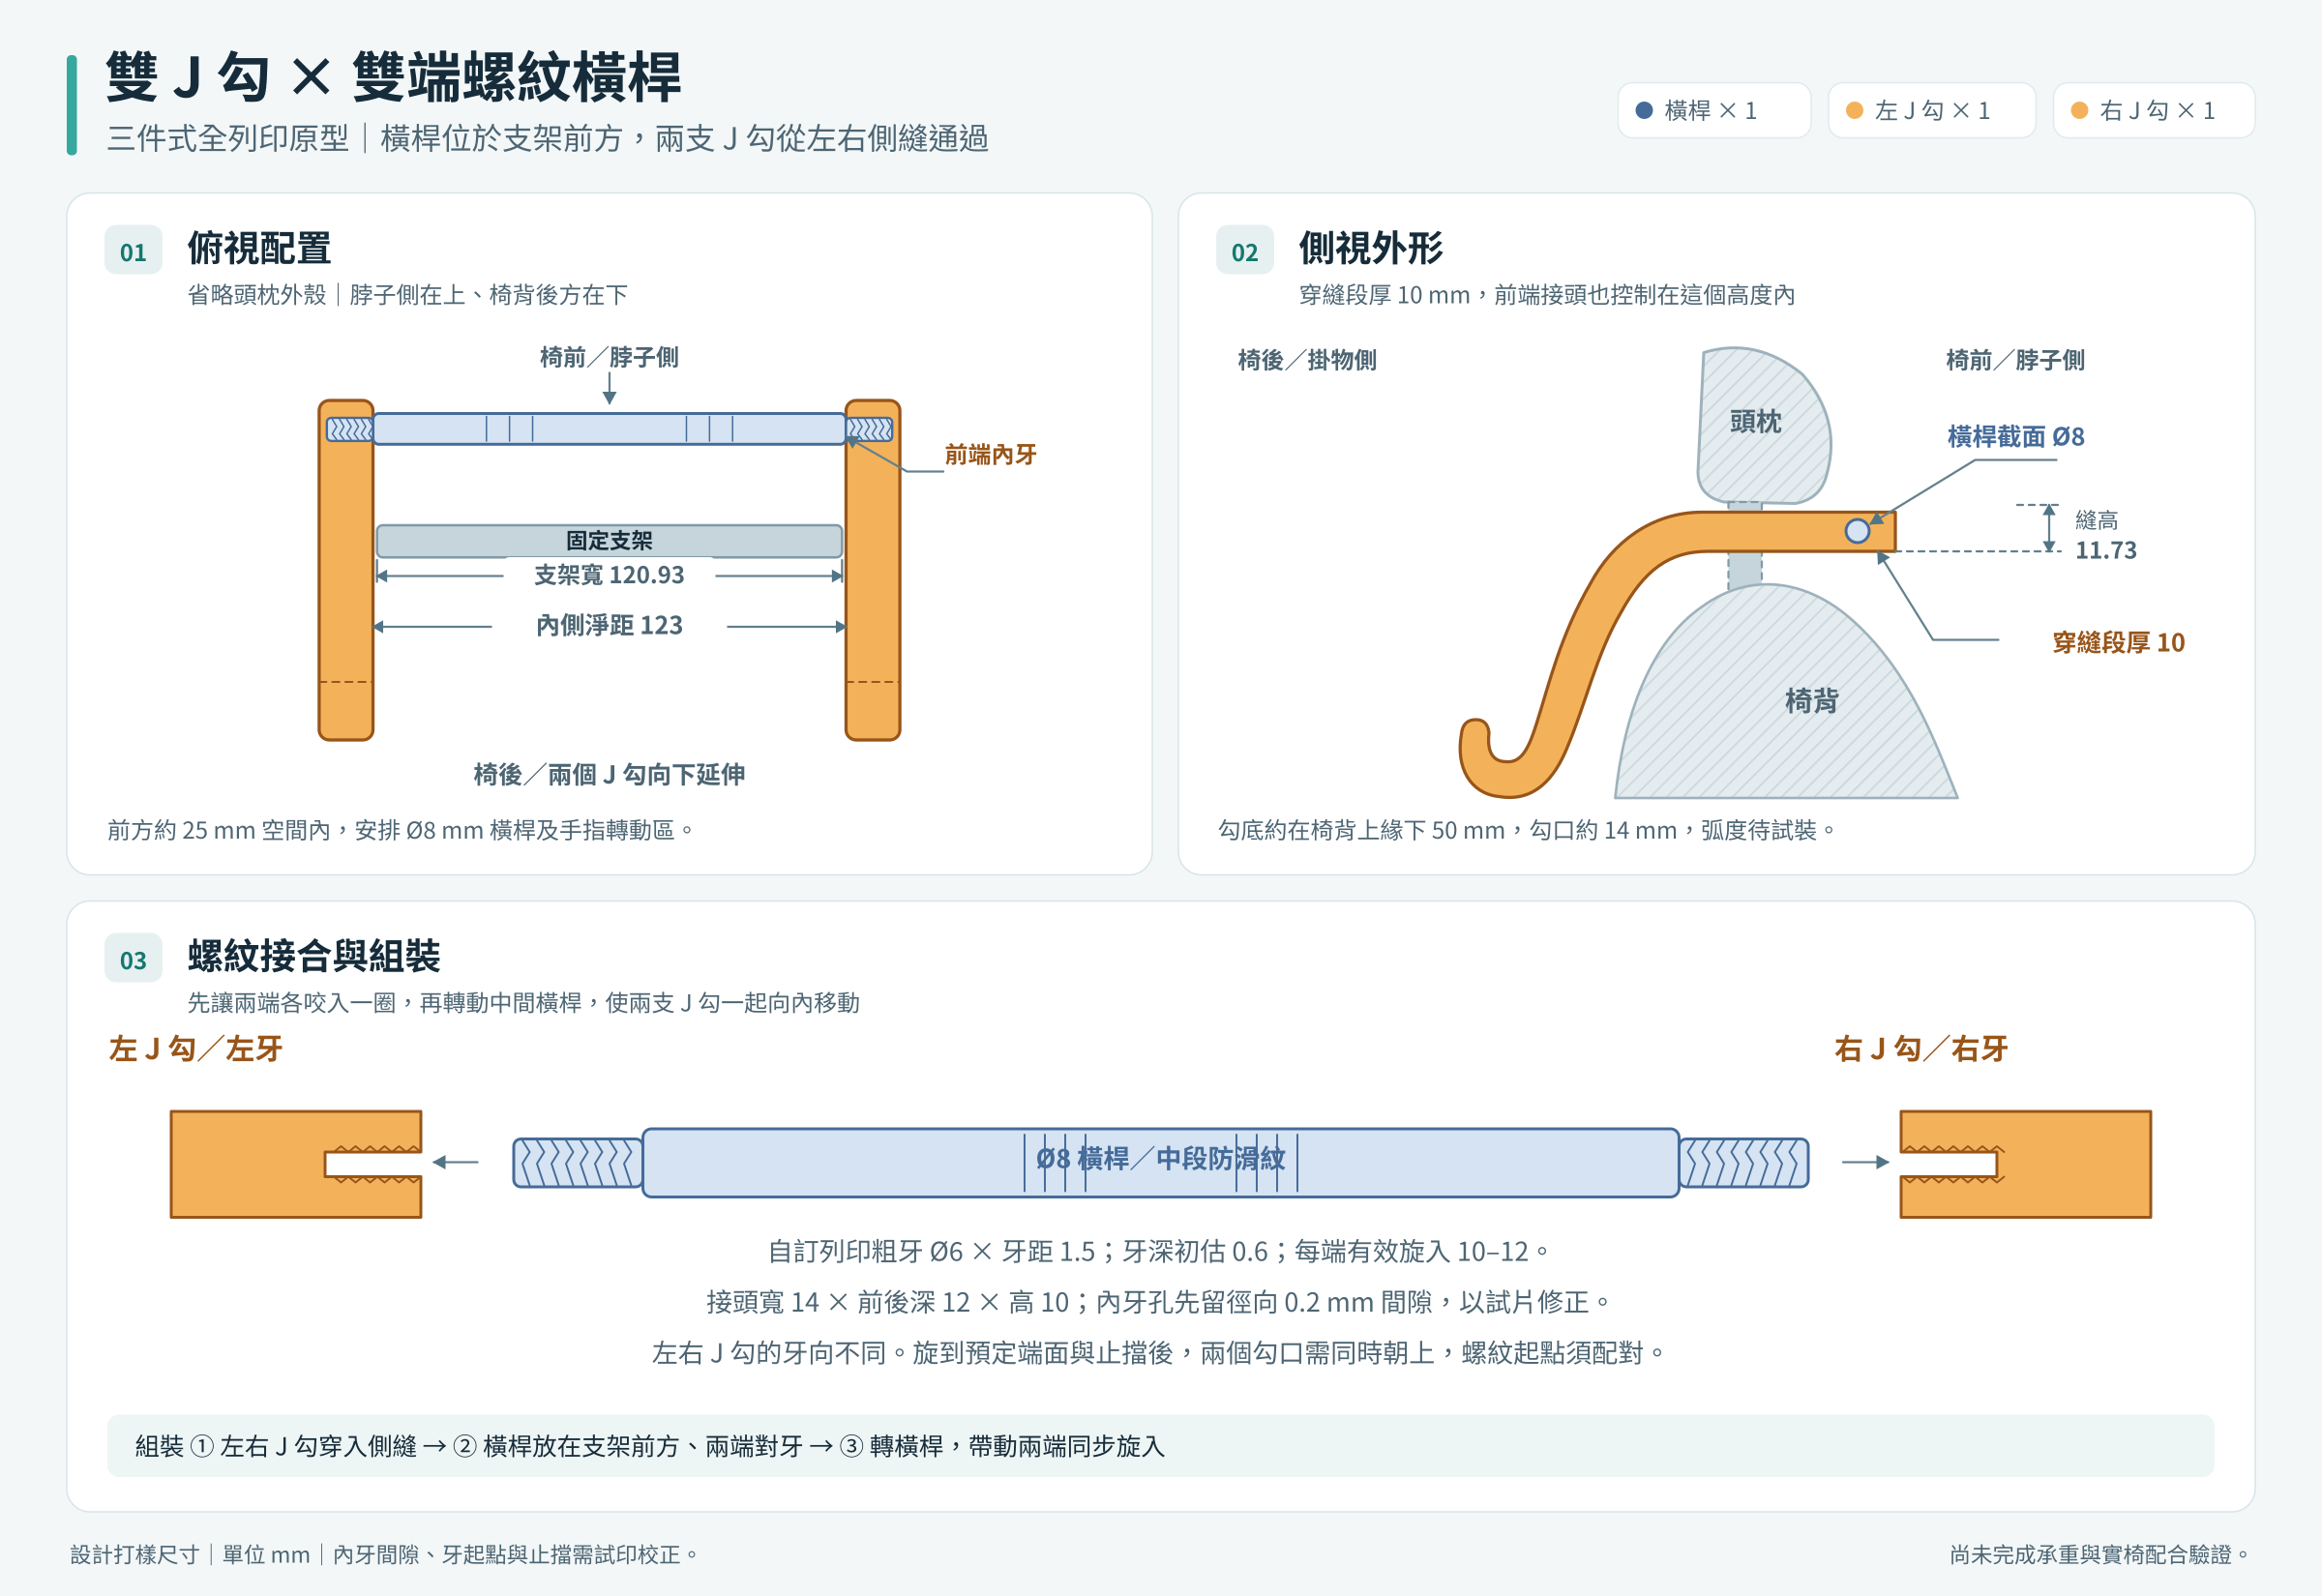 雙 J 勾 × 雙端螺紋橫桿
三件式全列印原型｜橫桿位於支架前方，兩支 J 勾從左右側縫通過
橫桿 × 1
左 J 勾 × 1
右 J 勾 × 1
01
俯視配置
省略頭枕外殼｜脖子側在上、椅背後方在下
椅前／脖子側
前端內牙
固定支架
支架寬 120.93
內側淨距 123
椅後／兩個 J 勾向下延伸
前方約 25 mm 空間內，安排 Ø8 mm 橫桿及手指轉動區。
02
側視外形
穿縫段厚 10 mm，前端接頭也控制在這個高度內
椅後／掛物側
椅前／脖子側
頭枕
橫桿截面 Ø8
縫高
11.73
穿縫段厚 10
椅背
勾底約在椅背上緣下 50 mm，勾口約 14 mm，弧度待試裝。
03
螺紋接合與組裝
先讓兩端各咬入一圈，再轉動中間橫桿，使兩支 J 勾一起向內移動
左 J 勾／左牙
右 J 勾／右牙
Ø8 橫桿／中段防滑紋
自訂列印粗牙 Ø6 × 牙距 1.5；牙深初估 0.6；每端有效旋入 10–12。
接頭寬 14 × 前後深 12 × 高 10；內牙孔先留徑向 0.2 mm 間隙，以試片修正。
左右 J 勾的牙向不同。旋到預定端面與止擋後，兩個勾口需同時朝上，螺紋起點須配對。
組裝 ① 左右 J 勾穿入側縫 → ② 橫桿放在支架前方、兩端對牙 → ③ 轉橫桿，帶動兩端同步旋入
設計打樣尺寸｜單位 mm｜內牙間隙、牙起點與止擋需試印校正。
尚未完成承重與實椅配合驗證。